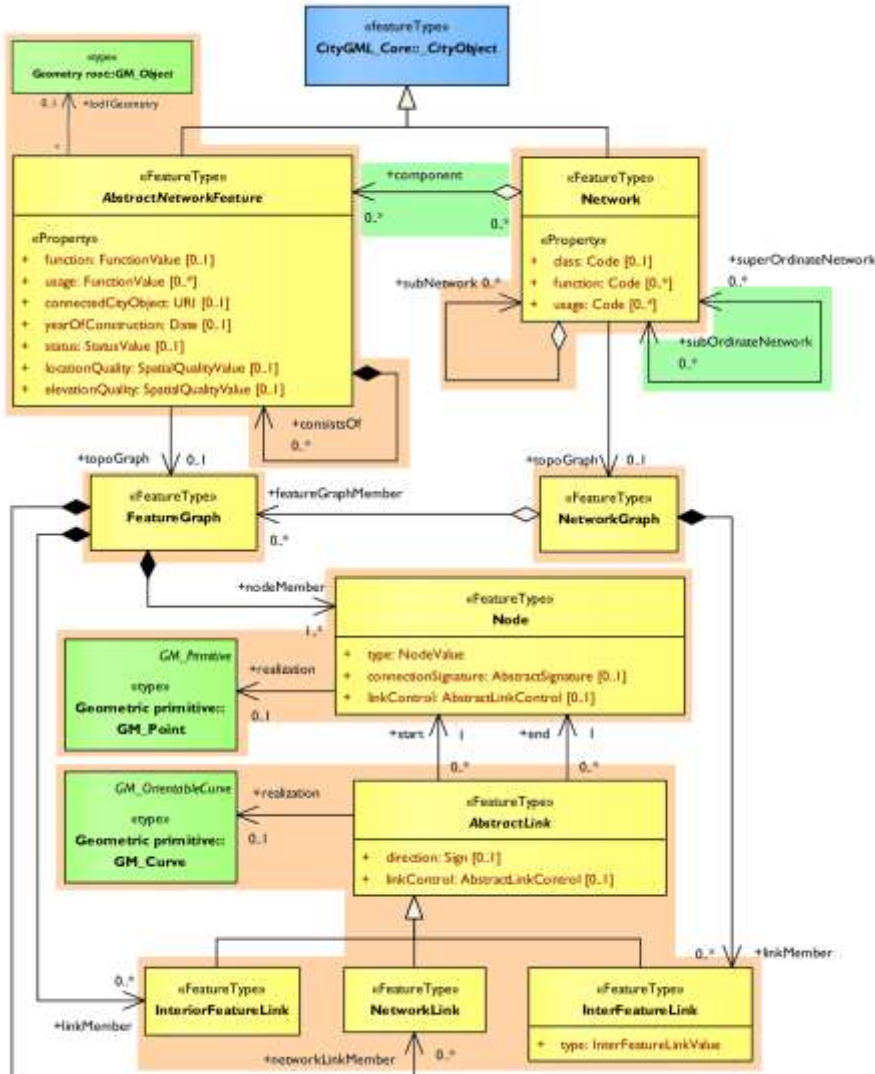 «featureType»
CityGML_Core::_CityObject
«type»
Geometry root::GM_Object
0..1
+lod1Geometry
*
«FeatureType»
AbstractNetworkFeature
«Property»
+ function: FunctionValue [0..1]
+ usage: FunctionValue [0..*]
+ connectedCityObject: URI [0..1]
+ yearOfConstruction: Date [0..1]
+ status: StatusValue [0..1]
+ locationQuality: SpatialQualityValue [0..1]
+ elevationQuality: SpatialQualityValue [0..1]
+component
0..*
0..*
«FeatureType»
Network
«Property»
+ class: Code [0..1]
+ function: Code [0..*]
+ usage: Code [0..*]
+subNetwork 0..*
+superOrdinateNetwork
0..*
+subOrdinateNetwork
0..*
+consistsOf
0..*
+topoGraph
0..1
+topoGraph
0..1
«FeatureType»
FeatureGraph
+featureGraphMember
0..*
«FeatureType»
NetworkGraph
+nodeMember
1..*
«FeatureType»
Node
+ type: NodeValue
+ connectionSignature: AbstractSignature [0..1]
+ linkControl: AbstractLinkControl [0..1]
GM_Primitive
«type»
Geometric primitive::
GM_Point
+realization
0..1
+start
1
0..*
+end
1
0..*
GM_OrientableCurve
«type»
Geometric primitive::
GM_Curve
+realization
0..1
«FeatureType»
AbstractLink
+ direction: Sign [0..1]
+ linkControl: AbstractLinkControl [0..1]
0..*
+linkMember
0..*
+linkMember
«FeatureType»
InteriorFeatureLink
«FeatureType»
NetworkLink
«FeatureType»
InterFeatureLink
+ type: InterFeatureLinkValue
+networkLinkMember
0..*